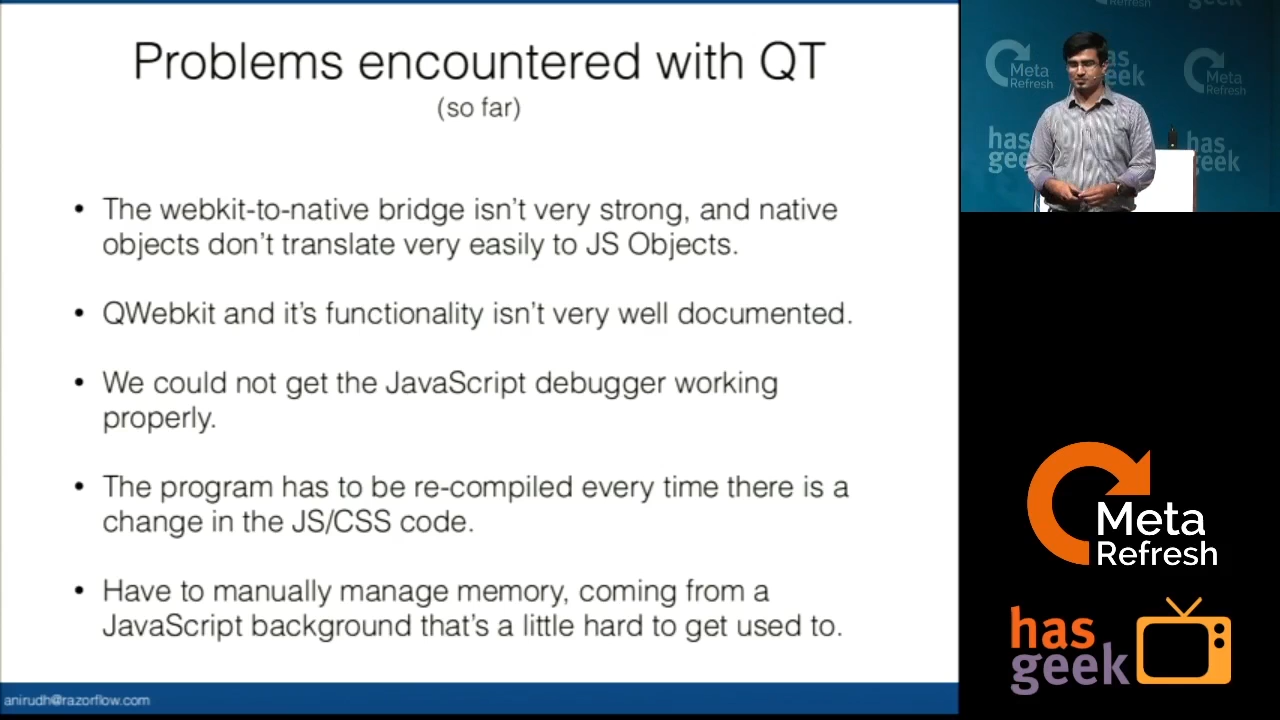 Problems encountered with QT
(so far)
• The webkit-to-native bridge isn't very strong, and native
objects don't translate very easily to JS Objects.
• QWebkit and it's functionality isn't very well documented.
• We could not get the JavaScript debugger working
properly.
• The program has to be re-compiled every time there is a
change in the JS/CSS code.
• Have to manually manage memory, coming from a
JavaScript background that's a little hard to get used to.
anirudh@razorflow.com
Meta
Refresh
has
geek
Meta
Refresh
has
geek
Meta
Refresh
has
geek